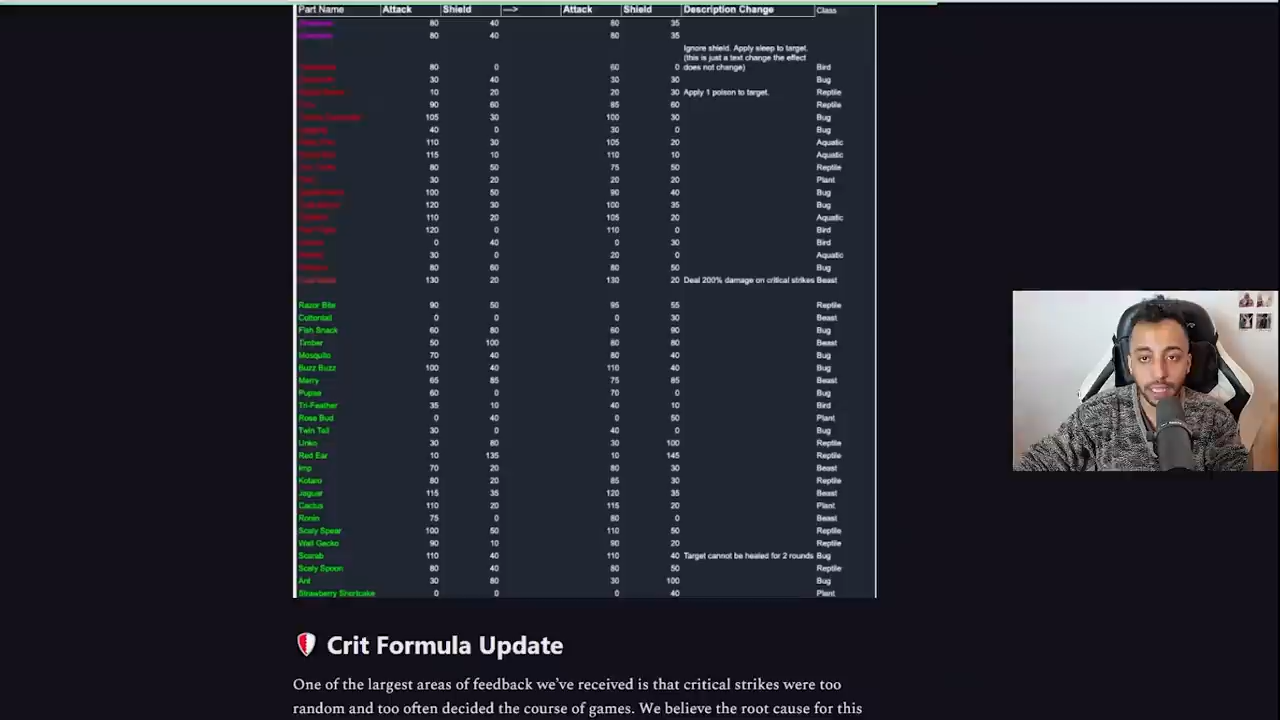 Part Name Attack Shield —> Attack Shield Description Change Class
80 40 80 35
80 40 80 35
Ignore shield. Apply sleep to target.
(this is just a text change the effect
80 0 60 0 does not change) Bird
30 40 30 30 Bug
10 20 20 30 Apply 1 poison to target. Reptile
90 60 85 60 Reptile
105 30 100 30 Bug
40 0 30 0 Bug
110 30 105 20 Aquatic
115 10 110 10 Aquatic
80 50 75 50 Reptile
30 20 20 20 Plant
100 50 90 40 Bug
120 30 100 35 Bug
110 20 105 20 Aquatic
120 0 110 0 Bird
0 40 0 30 Bird
30 0 20 0 Aquatic
80 60 80 50 Bug
130 20 130 20 Deal 200% damage on critical strikes Beast
Razor Bite 90 50 95 55 Reptile
Cottontail 0 0 0 30 Beast
Fish Snack 60 80 60 90 Bug
Timber 50 100 60 80 Beast
Mosquito 70 40 80 40 Bug
Buzz Buzz 100 40 110 40 Bug
Merry 65 85 75 85 Beast
Pupae 60 0 70 0 Bug
Tri-Feather 35 10 40 10 Bird
Rose Bud 0 40 0 50 Plant
Twin Tail 30 0 40 0 Bug
Unko 30 80 30 100 Reptile
Red Ear 10 135 10 145 Reptile
Imp 70 20 80 30 Beast
Kotaro 80 20 85 30 Reptile
Jaguar 115 35 120 35 Beast
Cactus 110 20 115 20 Plant
Ronin 75 0 80 0 Beast
Scaly Spear 100 50 110 50 Reptile
Wall Gecko 90 10 90 20 Reptile
Scarab 110 40 110 40 Target cannot be healed for 2 rounds Bug
Scaly Spoon 80 40 80 50 Reptile
Ant 30 80 30 100 Bug
Strawberry Shortcake 0 0 0 40 Plant
Crit Formula Update
One of the largest areas of feedback we've received is that critical strikes were too
random and too often decided the course of games. We believe the root cause for this